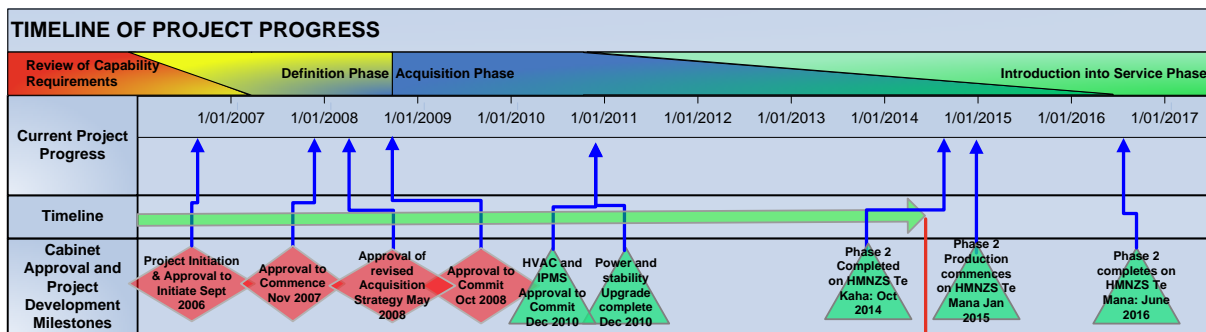 TIMELINE OF PROJECT PROGRESS
Review of Capability
Requirements
Definition Phase
Acquisition Phase
Introduction into Service Phase
1/01/2007
1/01/2008
1/01/2009
1/01/2010
1/01/2011
1/01/2012
1/01/2013
1/01/2014
1/01/2015
1/01/2016
1/01/2017
Current Project
Progress
Timeline
Cabinet
Approval and
Project
Development
Milestones
Project Initiation
& Approval to
Initiate Sept
2006
Approval to
Commence
Nov 2007
Approval of
revised
Acquisition
Strategy May
2008
Approval to
Commit
Oct 2008
HVAC and
IPMS
Approval to
Commit
Dec 2010
Power and
stability
Upgrade
complete
Dec 2010
Phase 2
Completed
on HMNZS Te
Kaha: Oct
2014
Phase 2
Production
commences
on HMNZS Te
Mana Jan
2015
Phase 2
completes on
HMNZS Te
Mana: June
2016